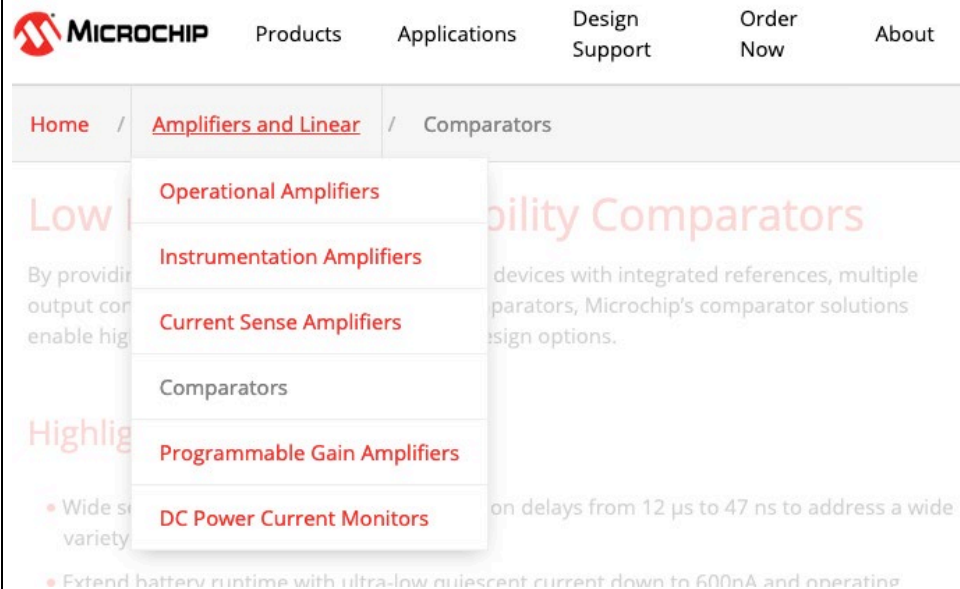 MICROCHIP Products Applications Design Support Order Now About
Home / Amplifiers and Linear / Comparators
Operational Amplifiers
Instrumentation Amplifiers
Current Sense Amplifiers
Comparators
Programmable Gain Amplifiers
DC Power Current Monitors
Low bility Comparators
By providin devices with integrated references, multiple
output con parators, Microchip's comparator solutions
enable hig esign options.
Highlig
• Wide se on delays from 12 µs to 47 ns to address a wide
variety
• Extend battery runtime with ultra-low quiescent current down to 600nA and operating